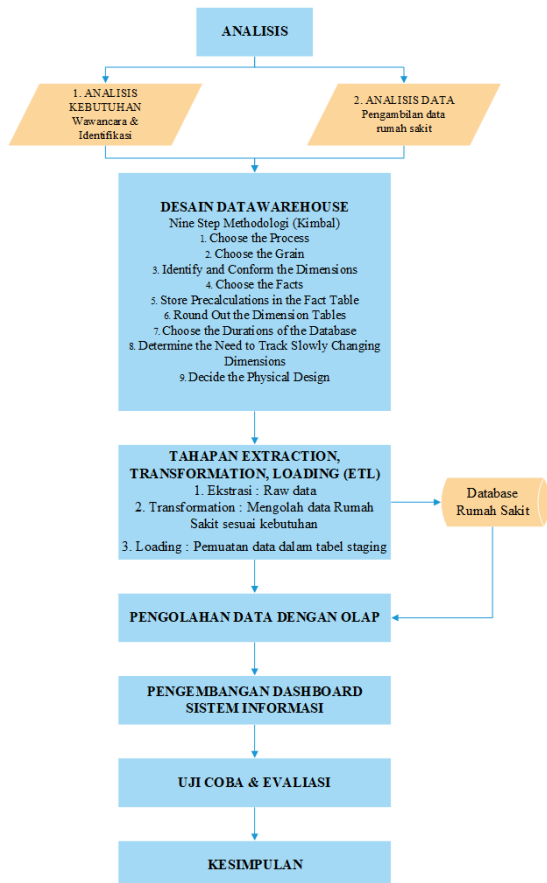 ANALISIS
1. ANALISIS
KEBUTUHAN
Wawancara &
Identifikasi
2. ANALISIS DATA
Pengambilan data
rumah sakit
DESAIN DATAWAREHOUSE
Nine Step Methodologi (Kimbal)
1. Choose the Process
2. Choose the Grain
3. Identify and Conform the Dimensions
4. Choose the Facts
5. Store Precalculations in the Fact Table
6. Round Out the Dimension Tables
7. Choose the Durations of the Database
8. Determine the Need to Track Slowly Changing
Dimensions
9. Decide the Physical Design
TAHAPAN EXTRACTION,
TRANSFORMATION, LOADING (ETL)
1. Ekstrasi : Raw data
2. Transformation : Mengolah data Rumah
Sakit sesuai kebutuhan
3. Loading : Pemuatan data dalam tabel staging
Database
Rumah Sakit
PENGOLAHAN DATA DENGAN OLAP
PENGEMBANGAN DASHBOARD
SISTEM INFORMASI
UJI COBA & EVALIASI
KESIMPULAN